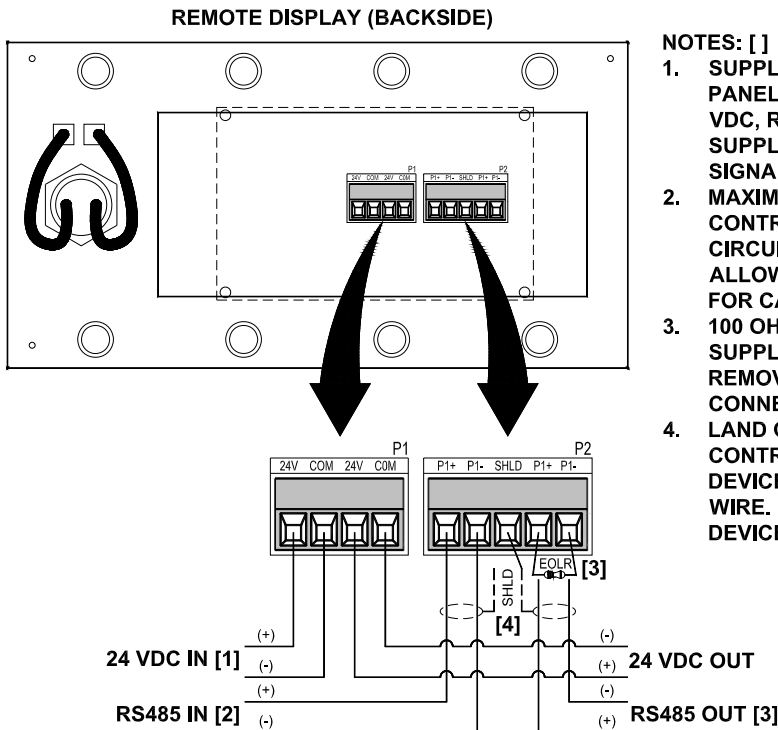 REMOTE DISPLAY (BACKSIDE)
P1
24V COM 24V C0M
P2
P1+ P1- SHLD P1+ P1-
P1
24V COM 24V C0M
P2
P1+ P1- SHLD P1+ P1-
EOLR
[3]
SHLD
[4]
(+)
24 VDC IN [1]
(-)
(+)
RS485 IN [2]
(-)
(-)
(+)
24 VDC OUT
(-)
(+)
RS485 OUT [3]
NOTES: [ ]
1. SUPPL
PANEL
VDC, R
SUPPL
SIGNA
2. MAXIM
CONTR
CIRCUI
ALLOW
FOR CA
3. 100 OH
SUPPL
REMOV
CONNE
4. LAND C
CONTR
DEVICE
WIRE.
DEVICE